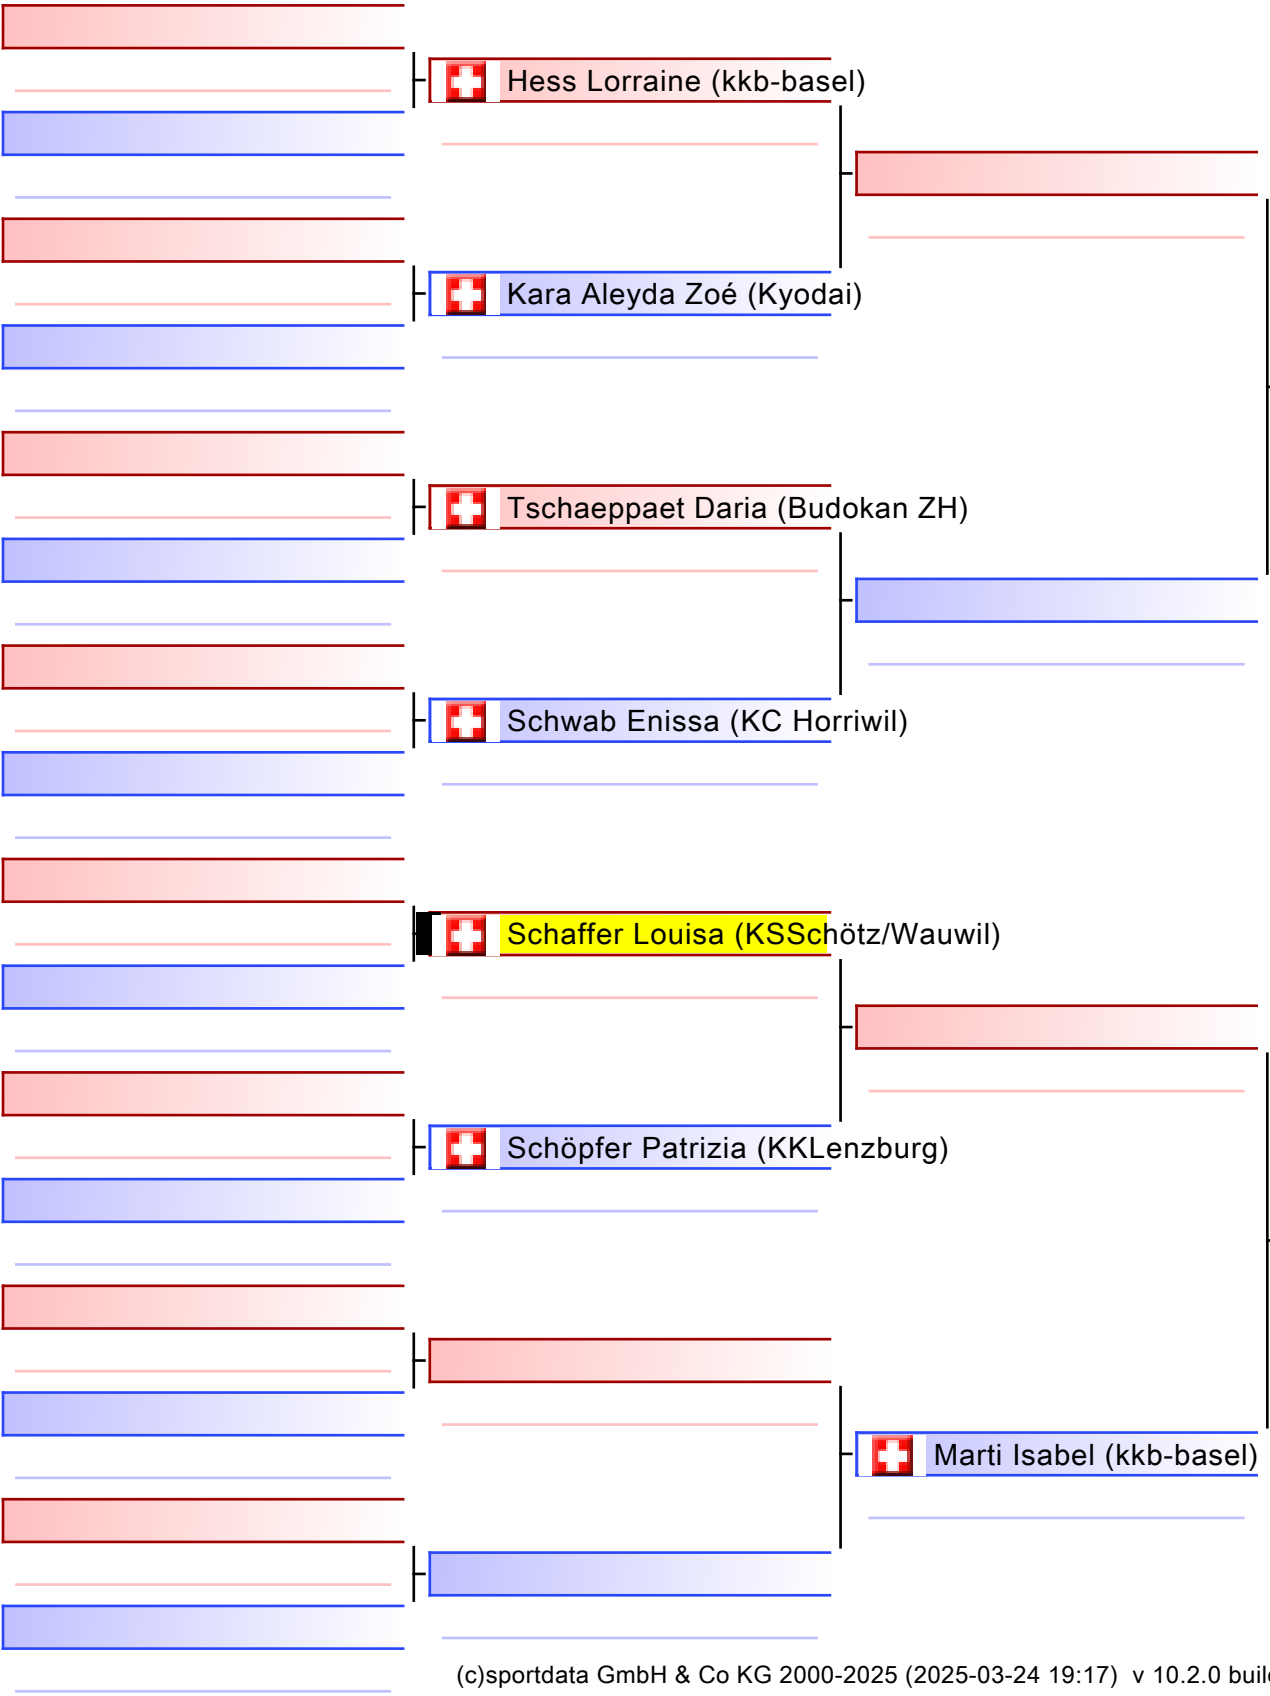 Hess Lorraine (kkb-basel)
Kara Aleyda Zoé (Kyodai)
Tschaeppaet Daria (Budokan ZH)
Schwab Enissa (KC Horriwil)
Schaffer Louisa (KSSchötz/Wauwil)
Schöpfer Patrizia (KKLenzburg)
Marti Isabel (kkb-basel)
(c)sportdata GmbH & Co KG 2000-2025 (2025-03-24 19:17) v 10.2.0